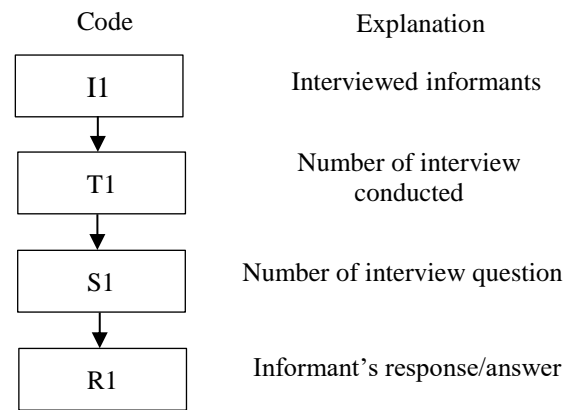 Code Explanation
I1 Interviewed informants
T1 Number of interview
conducted
S1 Number of interview question
R1 Informant’s response/answer